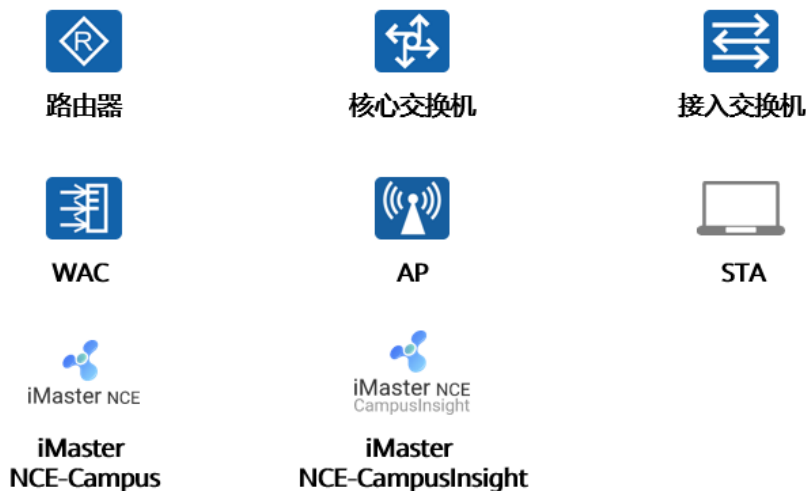 R
路由器
核心交换机
接入交换机
WAC
AP
STA
iMaster NCE
iMaster
NCE-Campus
iMaster NCE
CampusInsight
iMaster
NCE-CampusInsight